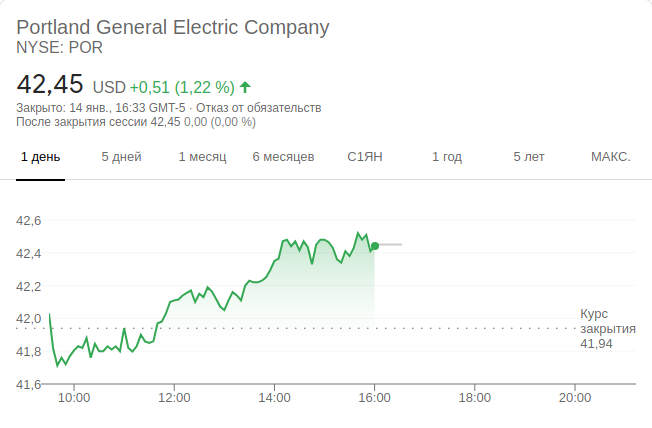 Portland General Electric Company
NYSE: POR
42,45 USD +0,51 (1,22 %)
Закрыто: 14 янв., 16:33 GMT-5 · Отказ от обязательств
После закрытия сессии 42,45 0,00 (0,00 %)
1 день 5 дней 1 месяц 6 месяцев С1ЯН 1 год 5 лет МАКС.
42,6
42,4
42,2
42,0
41,8
41,6
Курс
закрытия
41,94
10:00 12:00 14:00 16:00 18:00 20:00